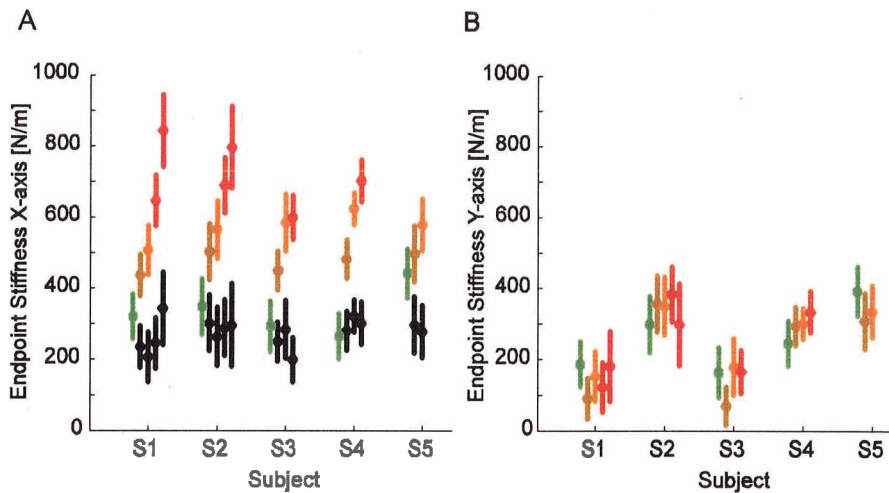 A
Endpoint Stiffness X-axis [N/m]
1000
800
600
400
200
0
S1 S2 S3 S4 S5
Subject
B
Endpoint Stiffness Y-axis [N/m]
1000
800
600
400
200
0
S1 S2 S3 S4 S5
Subject